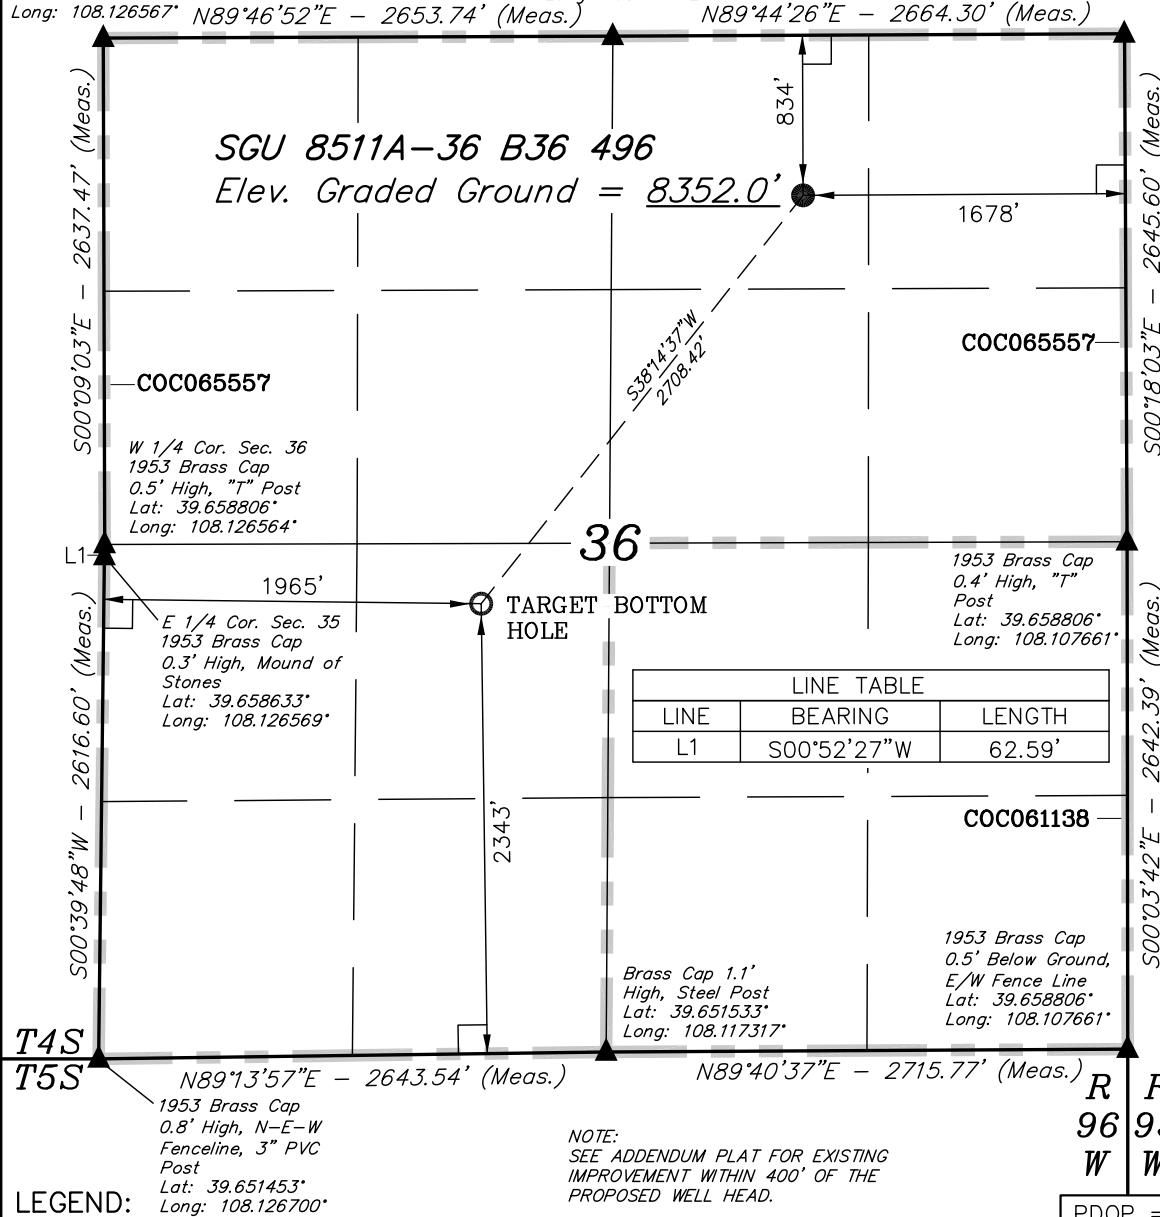 Long: 108.126567°
N89°46'52"E - 2653.74' (Meas.)
N89°44'26"E - 2664.30' (Meas.)
834'
SGU 8511A-36 B36 496
Elev. Graded Ground = 8352.0'
1678'
S00°09'03"E - 2637.47' (Meas.)
S00°18'03"E - 2645.60' (Meas.)
S38°14'37"W
2708.42'
COC065557
COC065557
W 1/4 Cor. Sec. 36
1953 Brass Cap
0.5' High, "T" Post
Lat: 39.658806°
Long: 108.126564°
36
L1
1953 Brass Cap
0.4' High, "T"
Post
Lat: 39.658806°
Long: 108.107661°
1965'
TARGET BOTTOM
HOLE
E 1/4 Cor. Sec. 35
1953 Brass Cap
0.3' High, Mound of
Stones
Lat: 39.658633°
Long: 108.126569°
LINE TABLE
LINE BEARING LENGTH
L1 S00°52'27"W 62.59'
S00°39'48"W - 2616.60' (Meas.)
S00°03'42"E - 2642.39' (Meas.)
2343'
COC061138
1953 Brass Cap
0.5' Below Ground,
E/W Fence Line
Lat: 39.658806°
Long: 108.107661°
Brass Cap 1.1'
High, Steel Post
Lat: 39.651533°
Long: 108.117317°
T4S
T5S
N89°13'57"E - 2643.54' (Meas.)
N89°40'37"E - 2715.77' (Meas.)
R
96
W
1953 Brass Cap
0.8' High, N-E-W
Fenceline, 3" PVC
Post
Lat: 39.651453°
Long: 108.126700°
NOTE:
SEE ADDENDUM PLAT FOR EXISTING
IMPROVEMENT WITHIN 400' OF THE
PROPOSED WELL HEAD.
LEGEND:
PDOP =